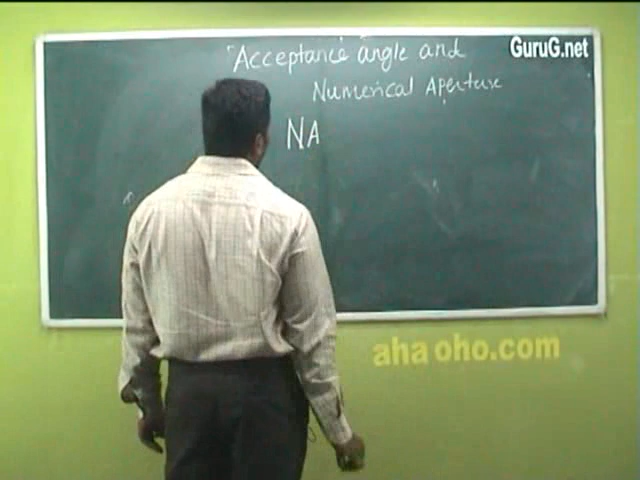 "Acceptance angle and
Numerical Aperture
NA
GuruG.net
aha oho.com